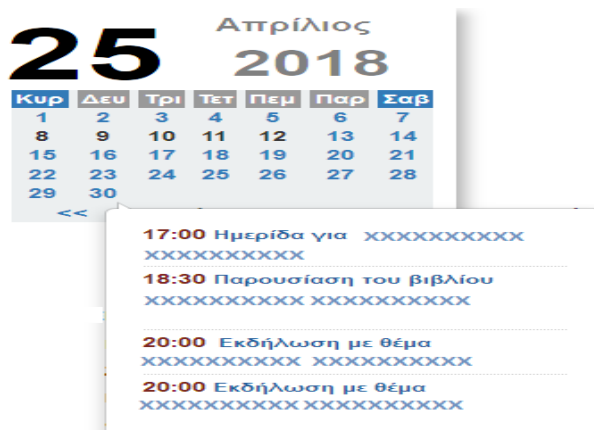 25 Απρίλιος
2018
Κυρ Δευ Τρι Τετ Πεμ Παρ Σαβ
1 2 3 4 5 6 7
8 9 10 11 12 13 14
15 16 17 18 19 20 21
22 23 24 25 26 27 28
29 30
<<
17:00 Ημερίδα για xxxxxxxxxx
xxxxxxxxxx
18:30 Παρουσίαση του βιβλίου
xxxxxxxxxx xxxxxxxxxx
20:00 Εκδήλωση με θέμα
xxxxxxxxxx xxxxxxxxxx
20:00 Εκδήλωση με θέμα
xxxxxxxxxx xxxxxxxxxx